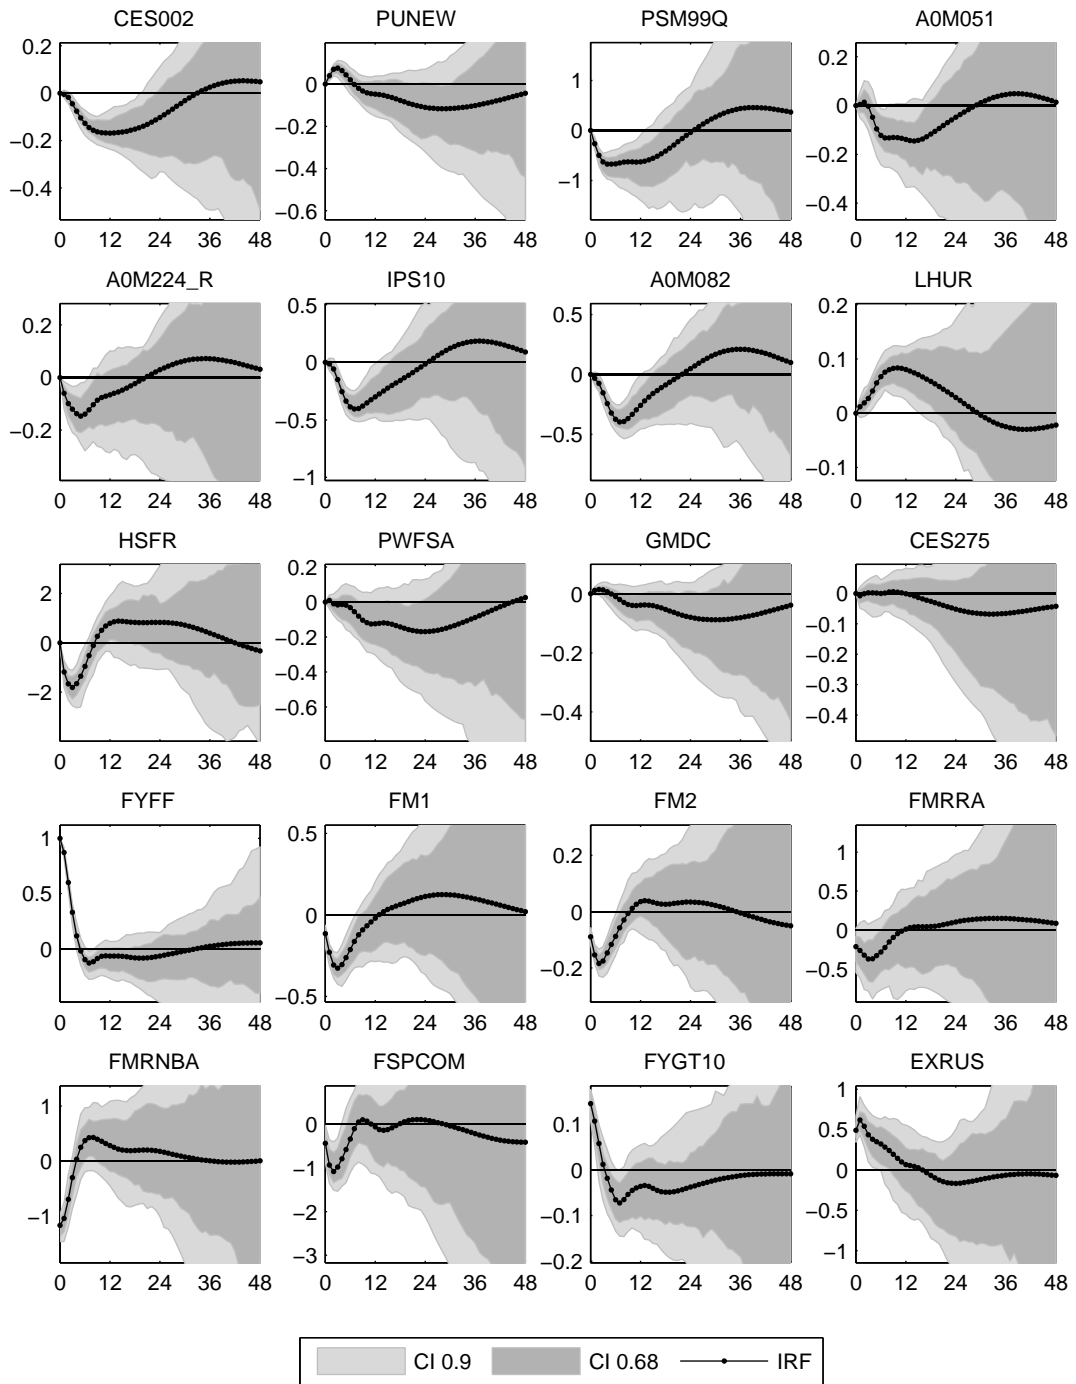 CES002 PUNEW PSM99Q A0M051
0.2
0
−0.2
−0.4
0 12 24 36 48
0.2
0
−0.2
−0.4
−0.6
0 12 24 36 48
1
0
−1
0 12 24 36 48
0.2
0
−0.2
−0.4
0 12 24 36 48
A0M224_R IPS10 A0M082 LHUR
0.2
0
−0.2
0 12 24 36 48
0.5
0
−0.5
−1
0 12 24 36 48
0.5
0
−0.5
0 12 24 36 48
0.2
0.1
0
−0.1
0 12 24 36 48
HSFR PWFSA GMDC CES275
2
0
−2
0 12 24 36 48
0.2
0
−0.2
−0.4
−0.6
0 12 24 36 48
0
−0.2
−0.4
0 12 24 36 48
0
−0.1
−0.2
−0.3
−0.4
0 12 24 36 48
FYFF FM1 FM2 FMRRA
1
0.5
0
0 12 24 36 48
0.5
0
−0.5
0 12 24 36 48
0.2
0
−0.2
0 12 24 36 48
1
0.5
0
−0.5
0 12 24 36 48
FMRNBA FSPCOM FYGT10 EXRUS
1
0
−1
0 12 24 36 48
0
−1
−2
−3
0 12 24 36 48
0.1
0
−0.1
−0.2
0 12 24 36 48
1
0.5
0
−0.5
−1
0 12 24 36 48
CI 0.9 CI 0.68 IRF